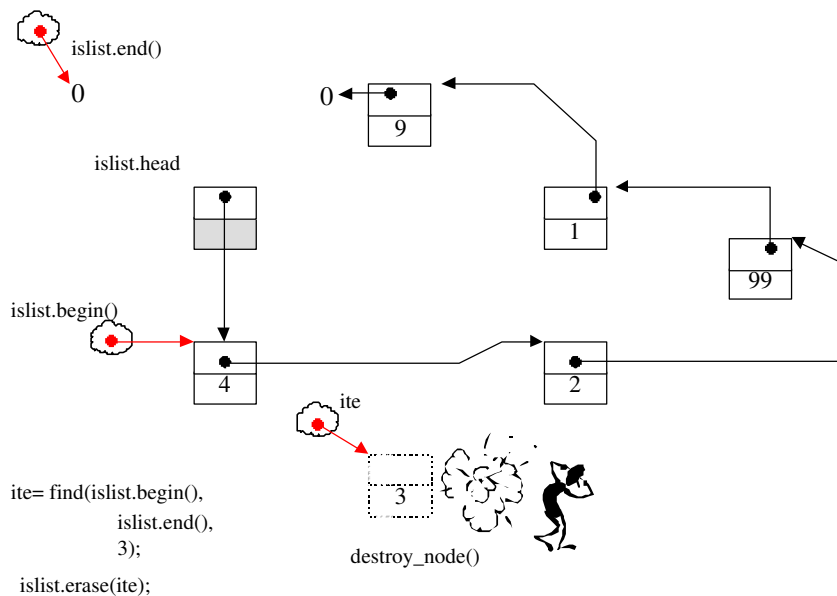 islist.end()
0
0
9
islist.head
1
99
islist.begin()
4
2
ite
3
ite= find(islist.begin(),
islist.end(),
3);
destroy_node()
islist.erase(ite);